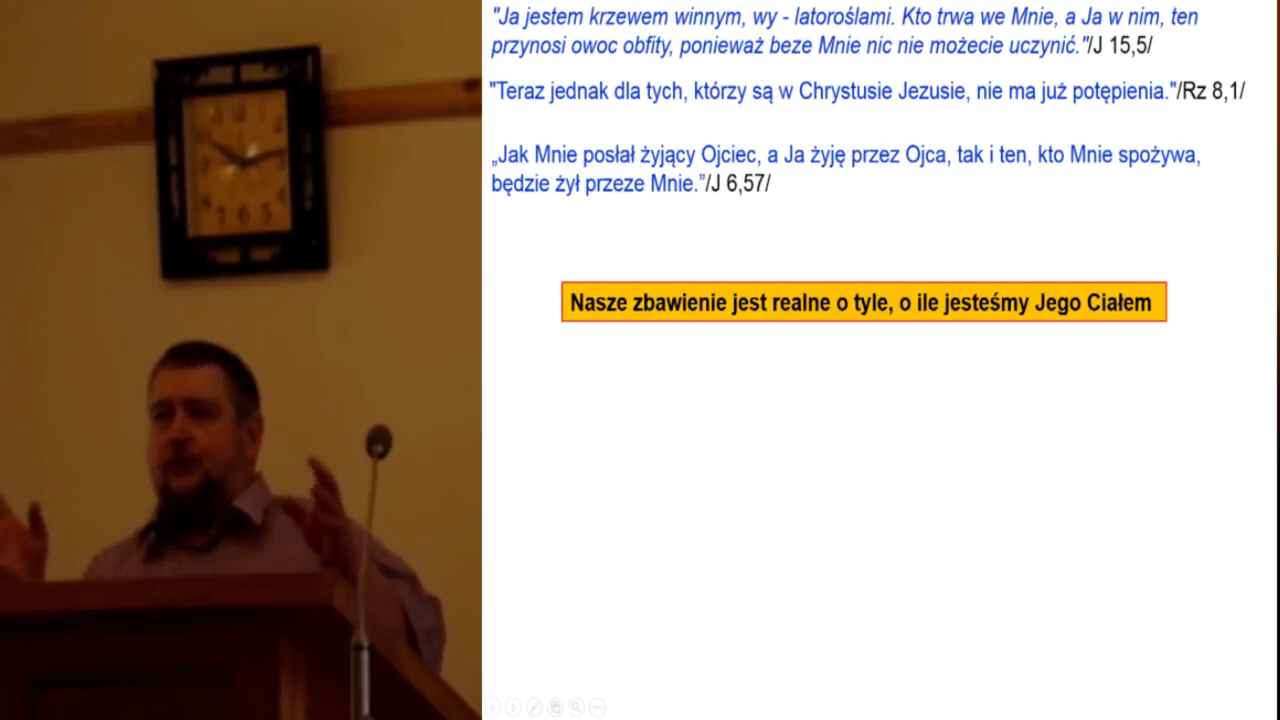 "Ja jestem krzewem winnym, wy - latoroślami. Kto trwa we Mnie, a Ja w nim, ten
przynosi owoc obfity, ponieważ beze Mnie nic nie możecie uczynić."/J 15,5/
"Teraz jednak dla tych, którzy są w Chrystusie Jezusie, nie ma już potępienia."/Rz 8,1/
„Jak Mnie posłał żyjący Ojciec, a Ja żyję przez Ojca, tak i ten, kto Mnie spożywa,
będzie żył przeze Mnie.”/J 6,57/
Nasze zbawienie jest realne o tyle, o ile jesteśmy Jego Ciałem
7 6 5